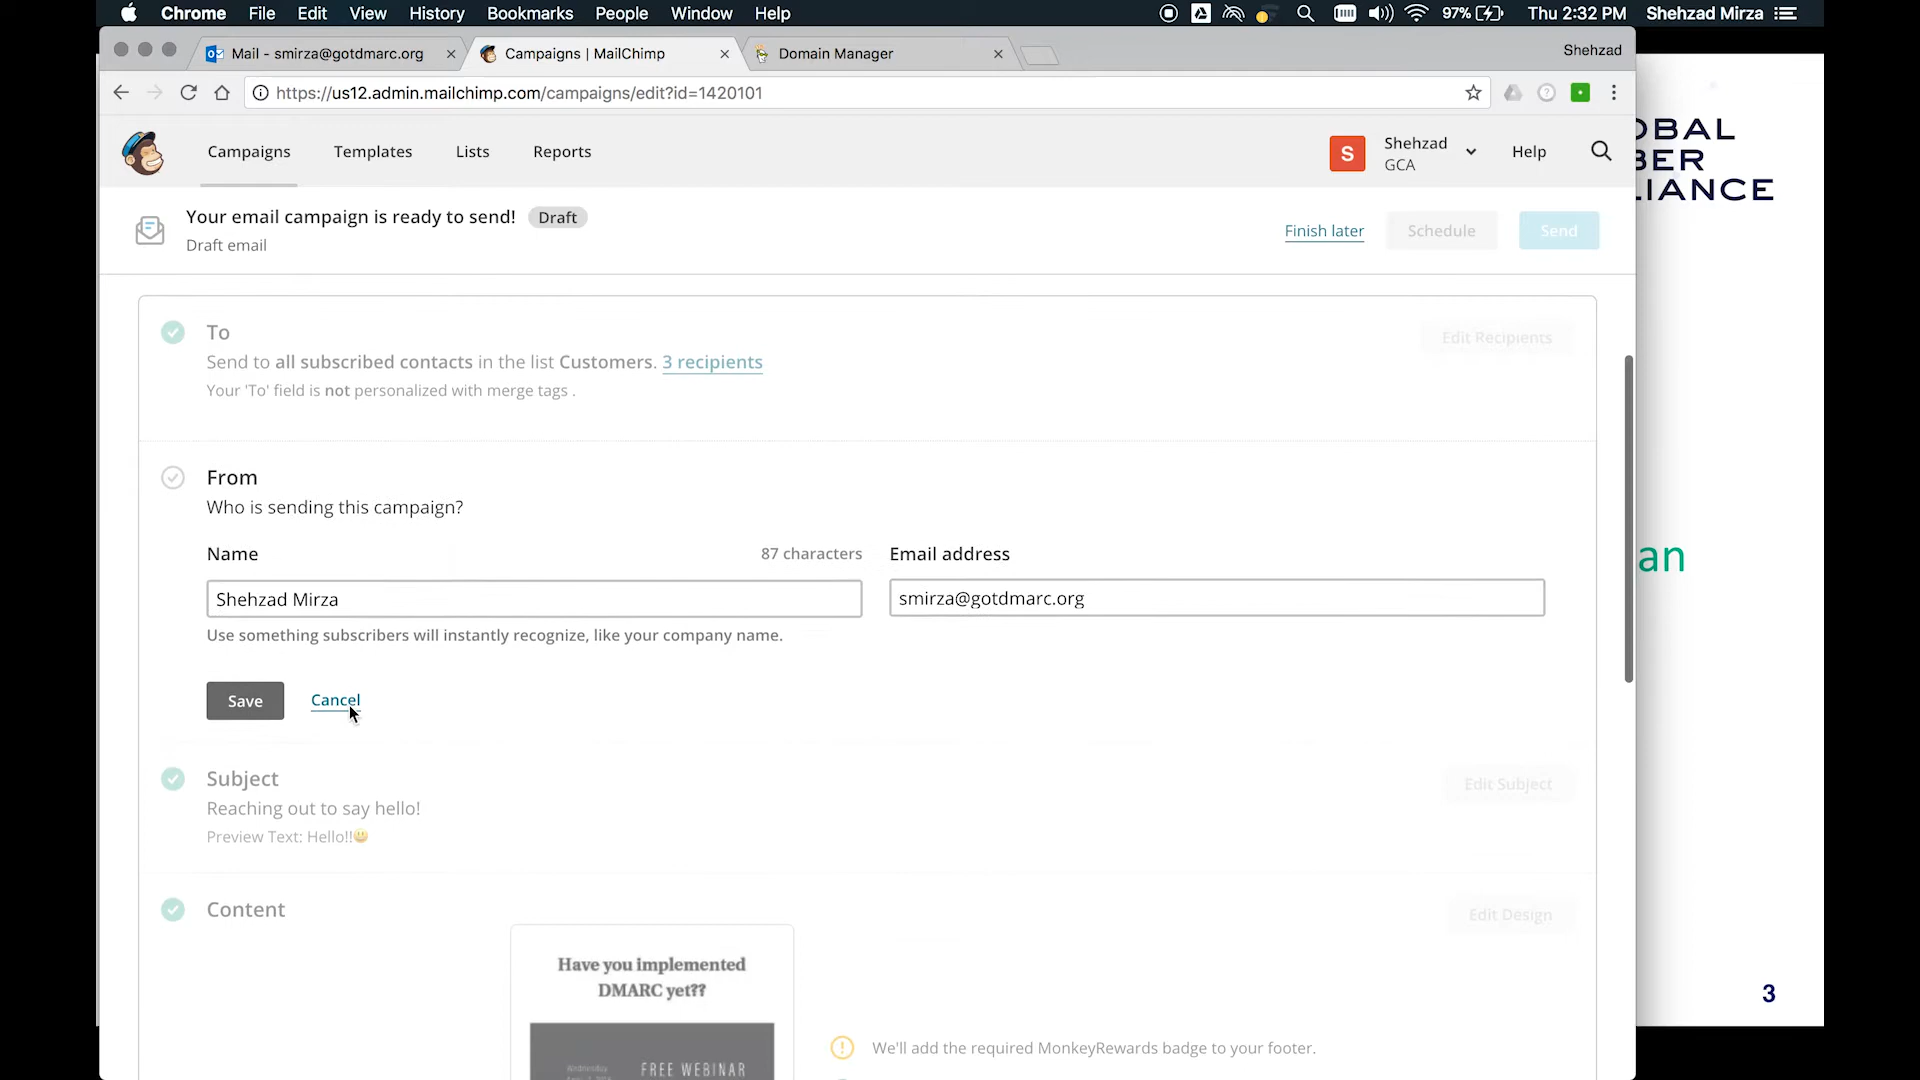 Chrome File Edit View History Bookmarks People Window Help 97% Thu 2:32 PM Shehzad Mirza
Mail - smirza@gotdmarc.org Campaigns | MailChimp Domain Manager Shehzad
https://us12.admin.mailchimp.com/campaigns/edit?id=1420101
Campaigns Templates Lists Reports S Shehzad Help
GCA
OBAL
BER
LIANCE
Your email campaign is ready to send! Draft
Draft email
Finish later Schedule Send
To Edit Recipients
Send to all subscribed contacts in the list Customers. 3 recipients
Your 'To' field is not personalized with merge tags .
From
Who is sending this campaign?
Name 87 characters Email address
Shehzad Mirza smirza@gotdmarc.org
Use something subscribers will instantly recognize, like your company name.
an
Save Cancel
Subject Edit Subject
Reaching out to say hello!
Preview Text: Hello!!😃
Content Edit Design
Have you implemented
DMARC yet??
We'll add the required MonkeyRewards badge to your footer.
Wednesday
FREE WEBINAR
3